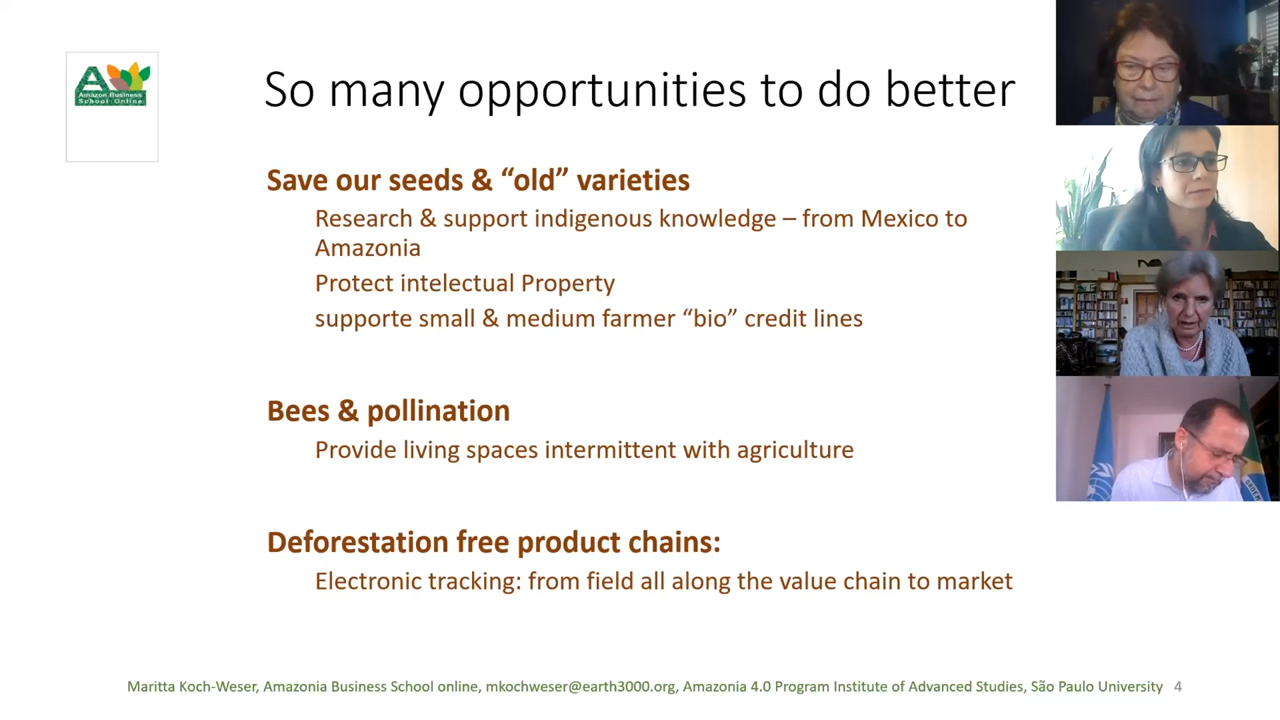 Amazon Business
School Online
So many opportunities to do better
Save our seeds & “old” varieties
Research & support indigenous knowledge – from Mexico to
Amazonia
Protect intelectual Property
supporte small & medium farmer “bio” credit lines
Bees & pollination
Provide living spaces intermittent with agriculture
Deforestation free product chains:
Electronic tracking: from field all along the value chain to market
Maritta Koch-Weser, Amazonia Business School online, mkochweser@earth3000.org, Amazonia 4.0 Program Institute of Advanced Studies, São Paulo University 4